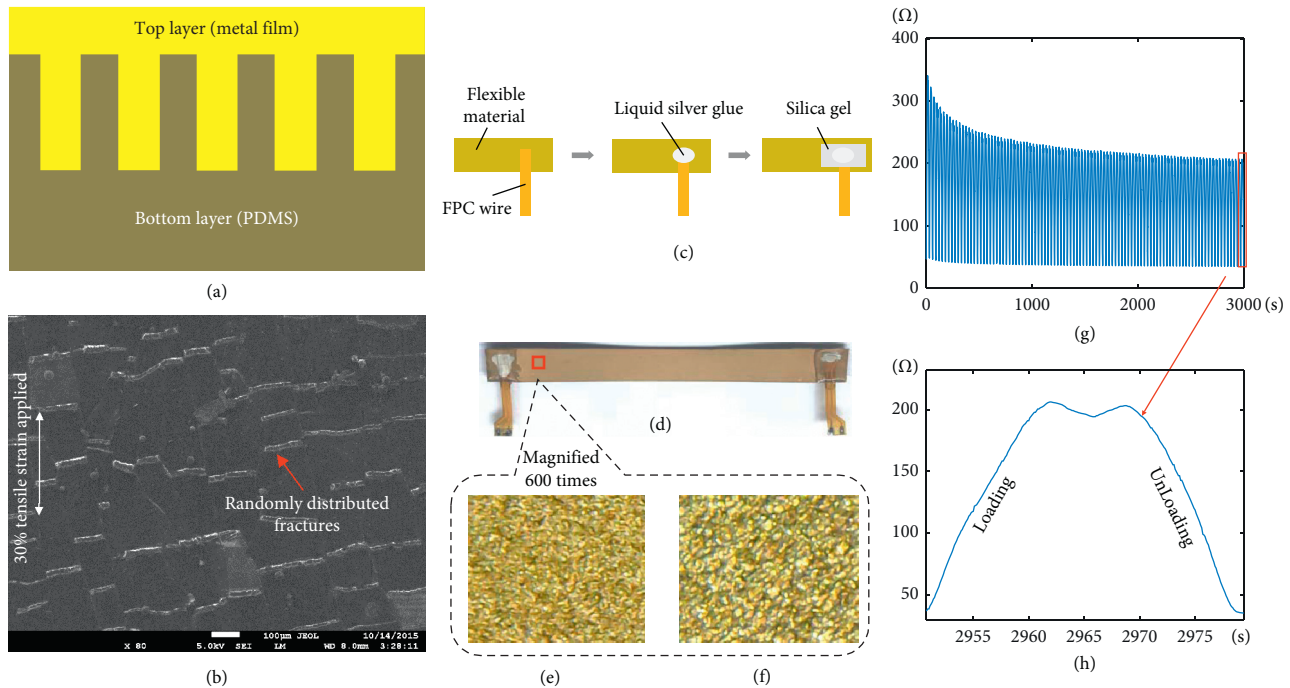 Top layer (metal film)
Bottom layer (PDMS)
(a)
30% tensile strain applied
Randomly distributed
fractures
100μm JEOL 10/14/2015
X 80 5.0kV SEI LM WD 8.0mm 3:28:11
(b)
Flexible
material
FPC wire
Liquid silver glue
Silica gel
(c)
(d)
Magnified
600 times
(e)
(f)
(Ω)
400
300
200
100
0
0 1000 2000 3000 (s)
(g)
(Ω)
200
150
100
50
Loading
UnLoading
2955 2960 2965 2970 2975 (s)
(h)